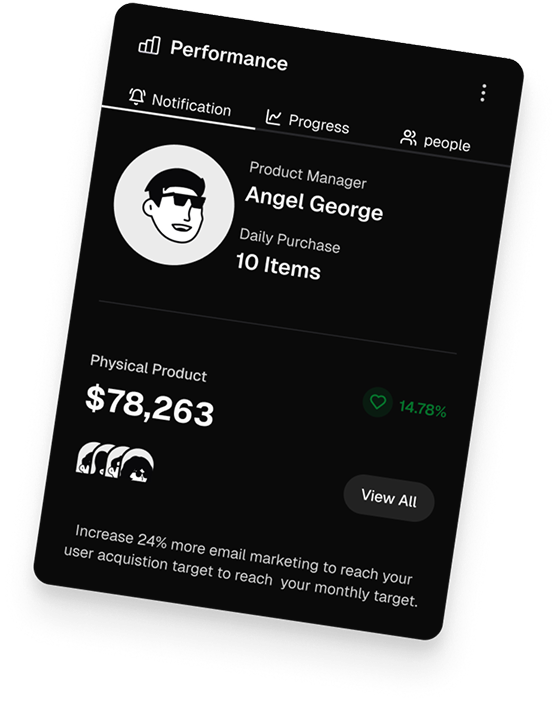 Performance
Notification
Progress
people
Product Manager
Angel George
Daily Purchase
10 Items
Physical Product
$78,263
14.78%
View All
Increase 24% more email marketing to reach your
user acquistion target to reach  your monthly target.